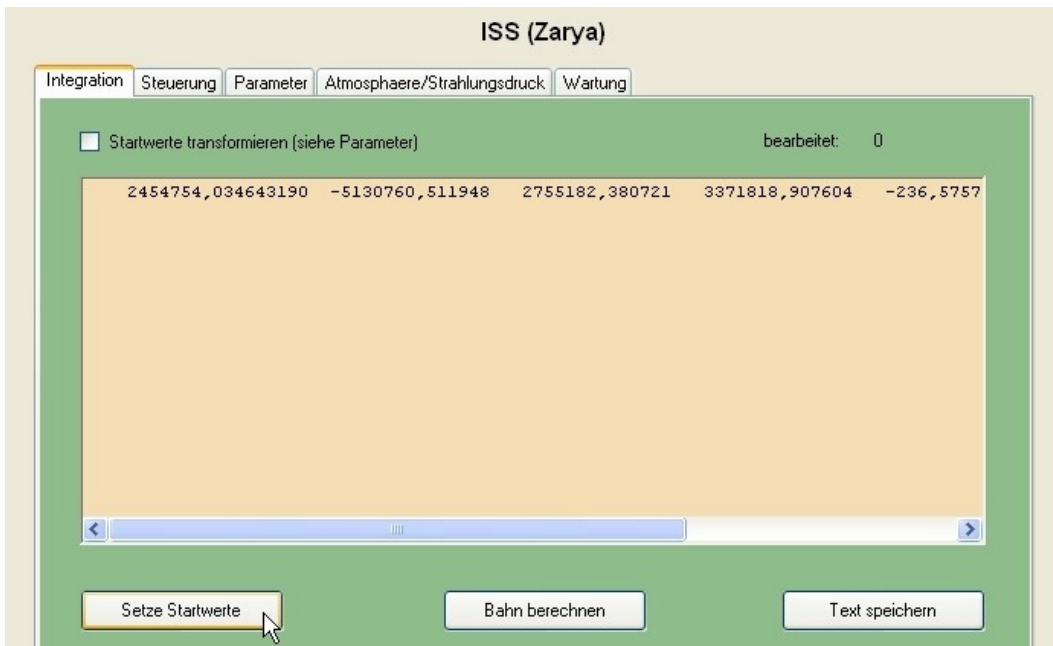 ISS (Zarya)
Integration Steuerung Parameter Atmosphaere/Strahlungsdruck Wartung
Startwerte transformieren (siehe Parameter) bearbeitet: 0
2454754,034643190 -5130760,511948 2755182,380721 3371818,907604 -236,5757
Setze Startwerte Bahn berechnen Text speichern